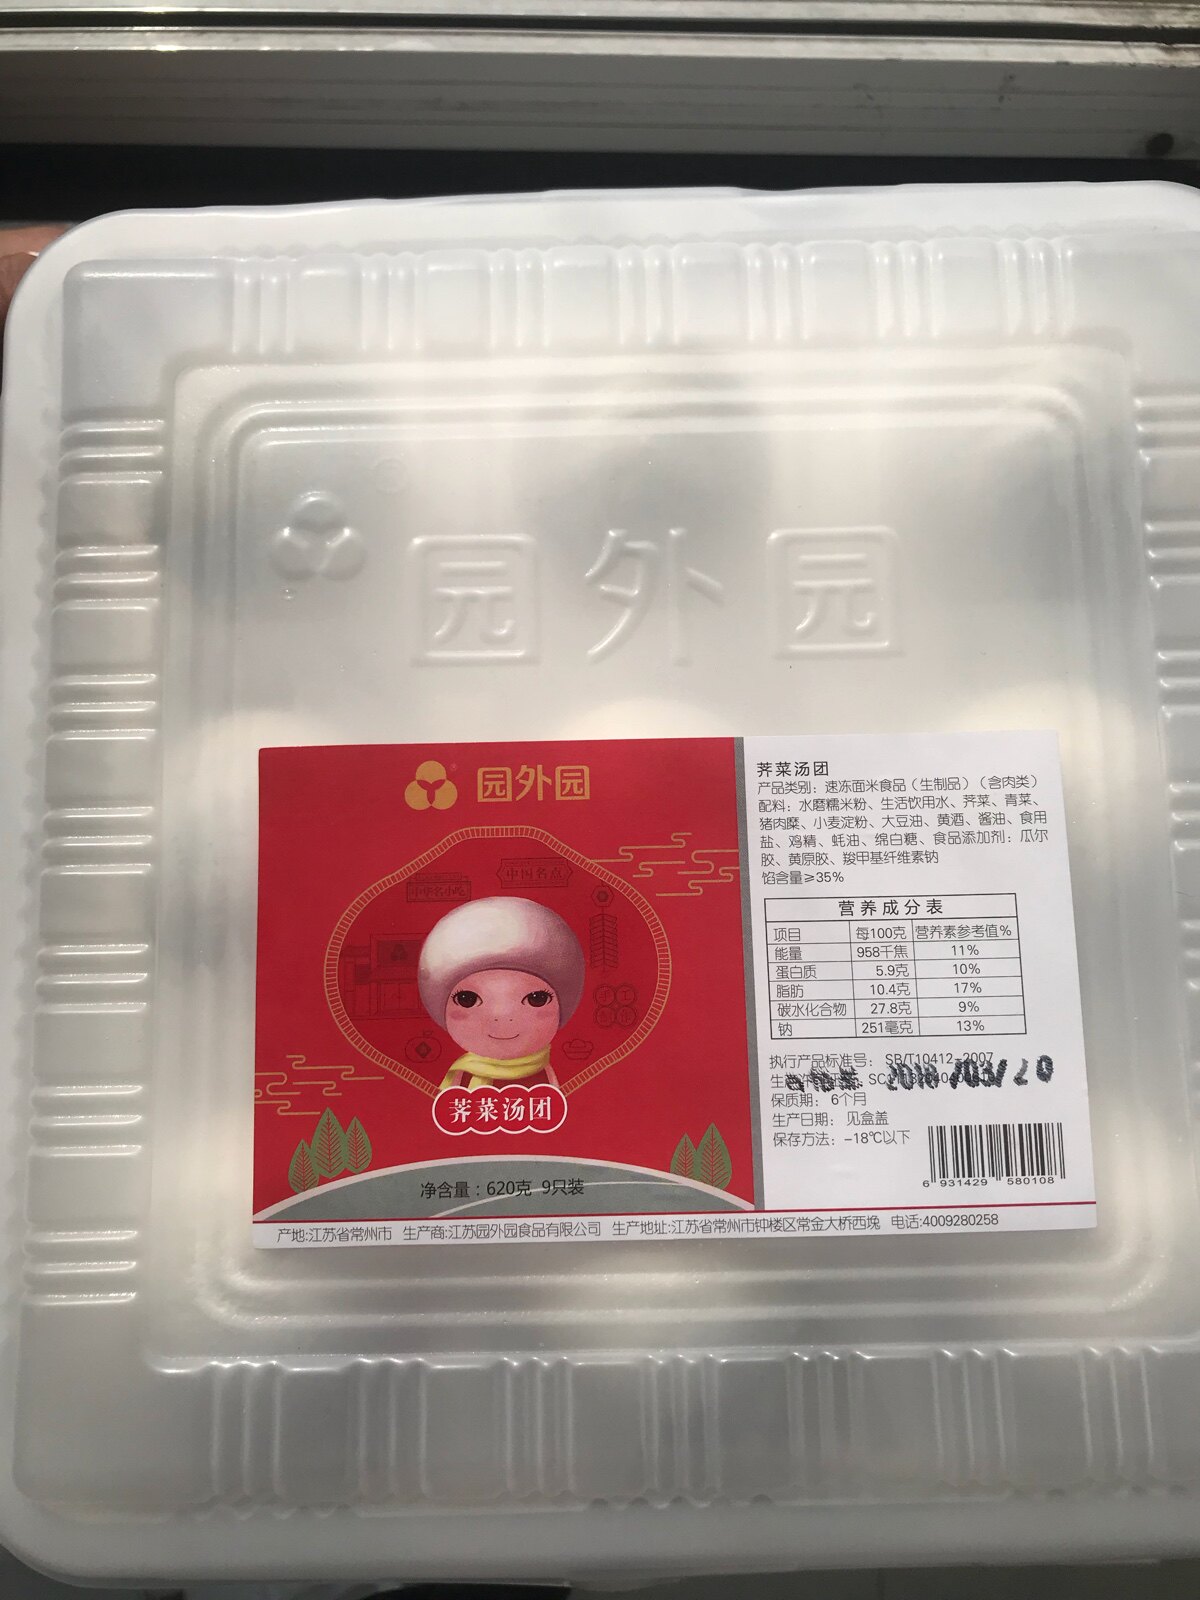 园外园
园外园
中国名点
中华名小吃
荠菜汤团
净含量：620克 9只装
荠菜汤团
产品类别：速冻面米食品（生制品）（含肉类）
配料：水磨糯米粉、生活饮用水、荠菜、青菜、
猪肉糜、小麦淀粉、大豆油、黄酒、酱油、食用
盐、鸡精、蚝油、绵白糖、食品添加剂：瓜尔
胶、黄原胶、羧甲基纤维素钠
馅含量≥35%
营养成分表
项目 每100克 营养素参考值%
能量 958千焦 11%
蛋白质 5.9克 10%
脂肪 10.4克 17%
碳水化合物 27.8克 9%
钠 251毫克 13%
执行产品标准号：SB/T10412-2007
保质期：6个月
生产日期：见盒盖
保存方法：-18℃以下
6 931429 580108
产地:江苏省常州市 生产商:江苏园外园食品有限公司 生产地址:江苏省常州市钟楼区常金大桥西堍 电话:4009280258